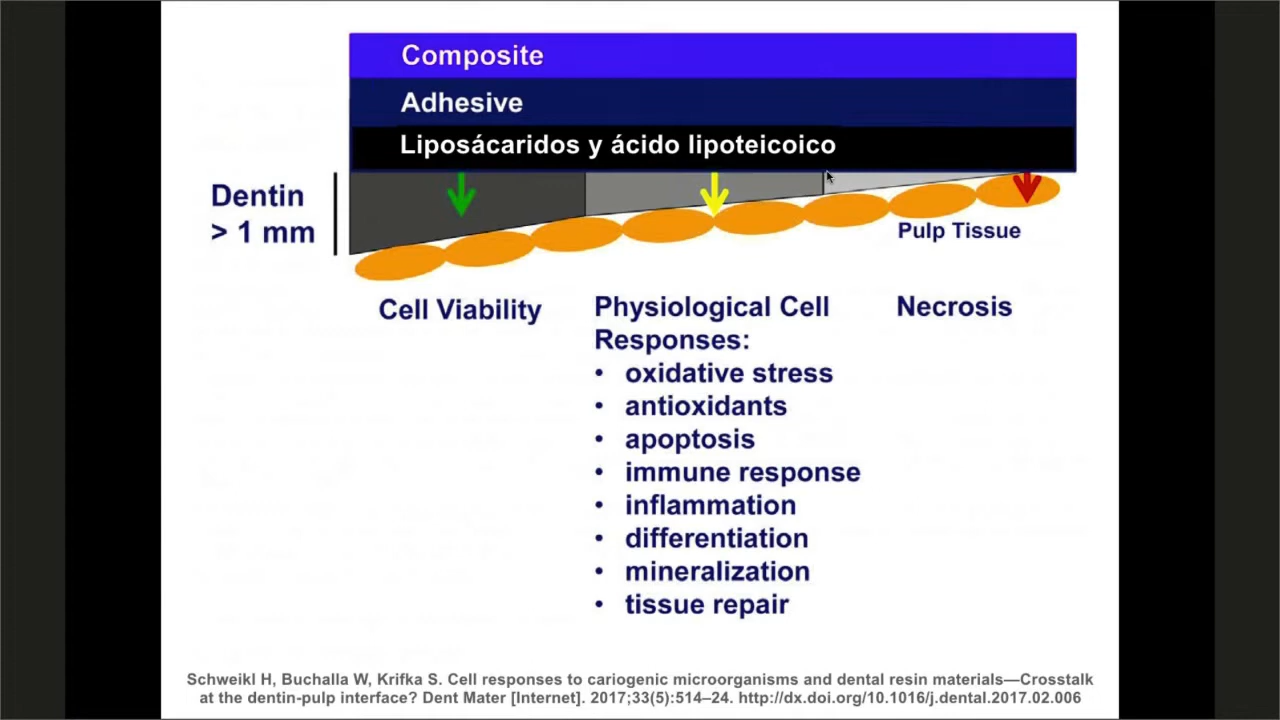 Composite
Adhesive
Liposácaridos y ácido lipoteicoico
Dentin
> 1 mm
Pulp Tissue
Cell Viability
Physiological Cell
Responses:
• oxidative stress
• antioxidants
• apoptosis
• immune response
• inflammation
• differentiation
• mineralization
• tissue repair
Necrosis
Schweikl H, Buchalla W, Krifka S. Cell responses to cariogenic microorganisms and dental resin materials—Crosstalk
at the dentin-pulp interface? Dent Mater [Internet]. 2017;33(5):514–24. http://dx.doi.org/10.1016/j.dental.2017.02.006